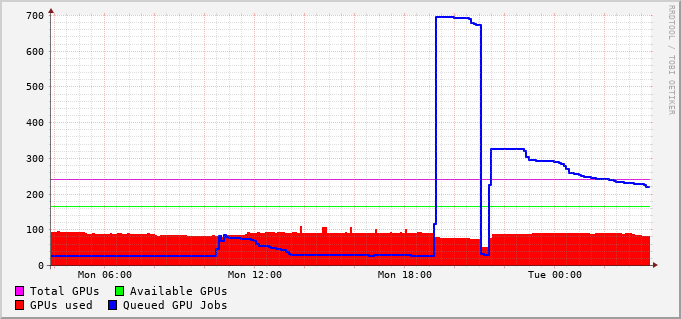 700
600
500
400
300
200
100
0
Mon 06:00 Mon 12:00 Mon 18:00 Tue 00:00
Total GPUs Available GPUs
GPUs used Queued GPU Jobs
RRDTOOL / TOBI OETIKER